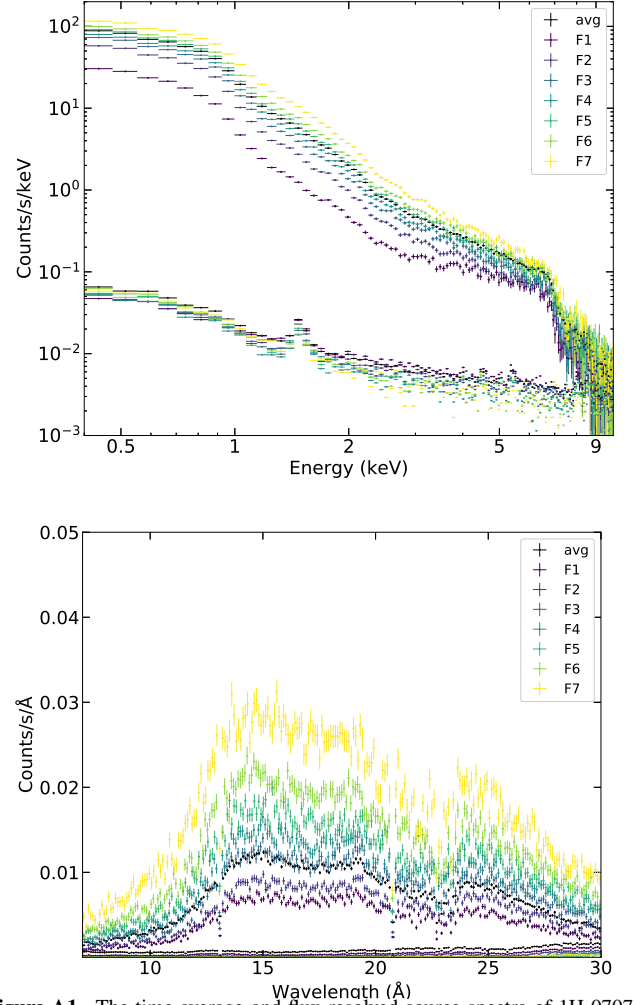 10²
10¹
10⁰
10⁻¹
10⁻²
10⁻³
Counts/s/keV
avg
F1
F2
F3
F4
F5
F6
F7
0.5
1
2
5
9
Energy (keV)
0.05
0.04
0.03
0.02
0.01
Counts/s/Å
avg
F1
F2
F3
F4
F5
F6
F7
10
15
20
25
30
Wavelength (Å)
A1. The time average and flux resolved source spectra of 1H 0707